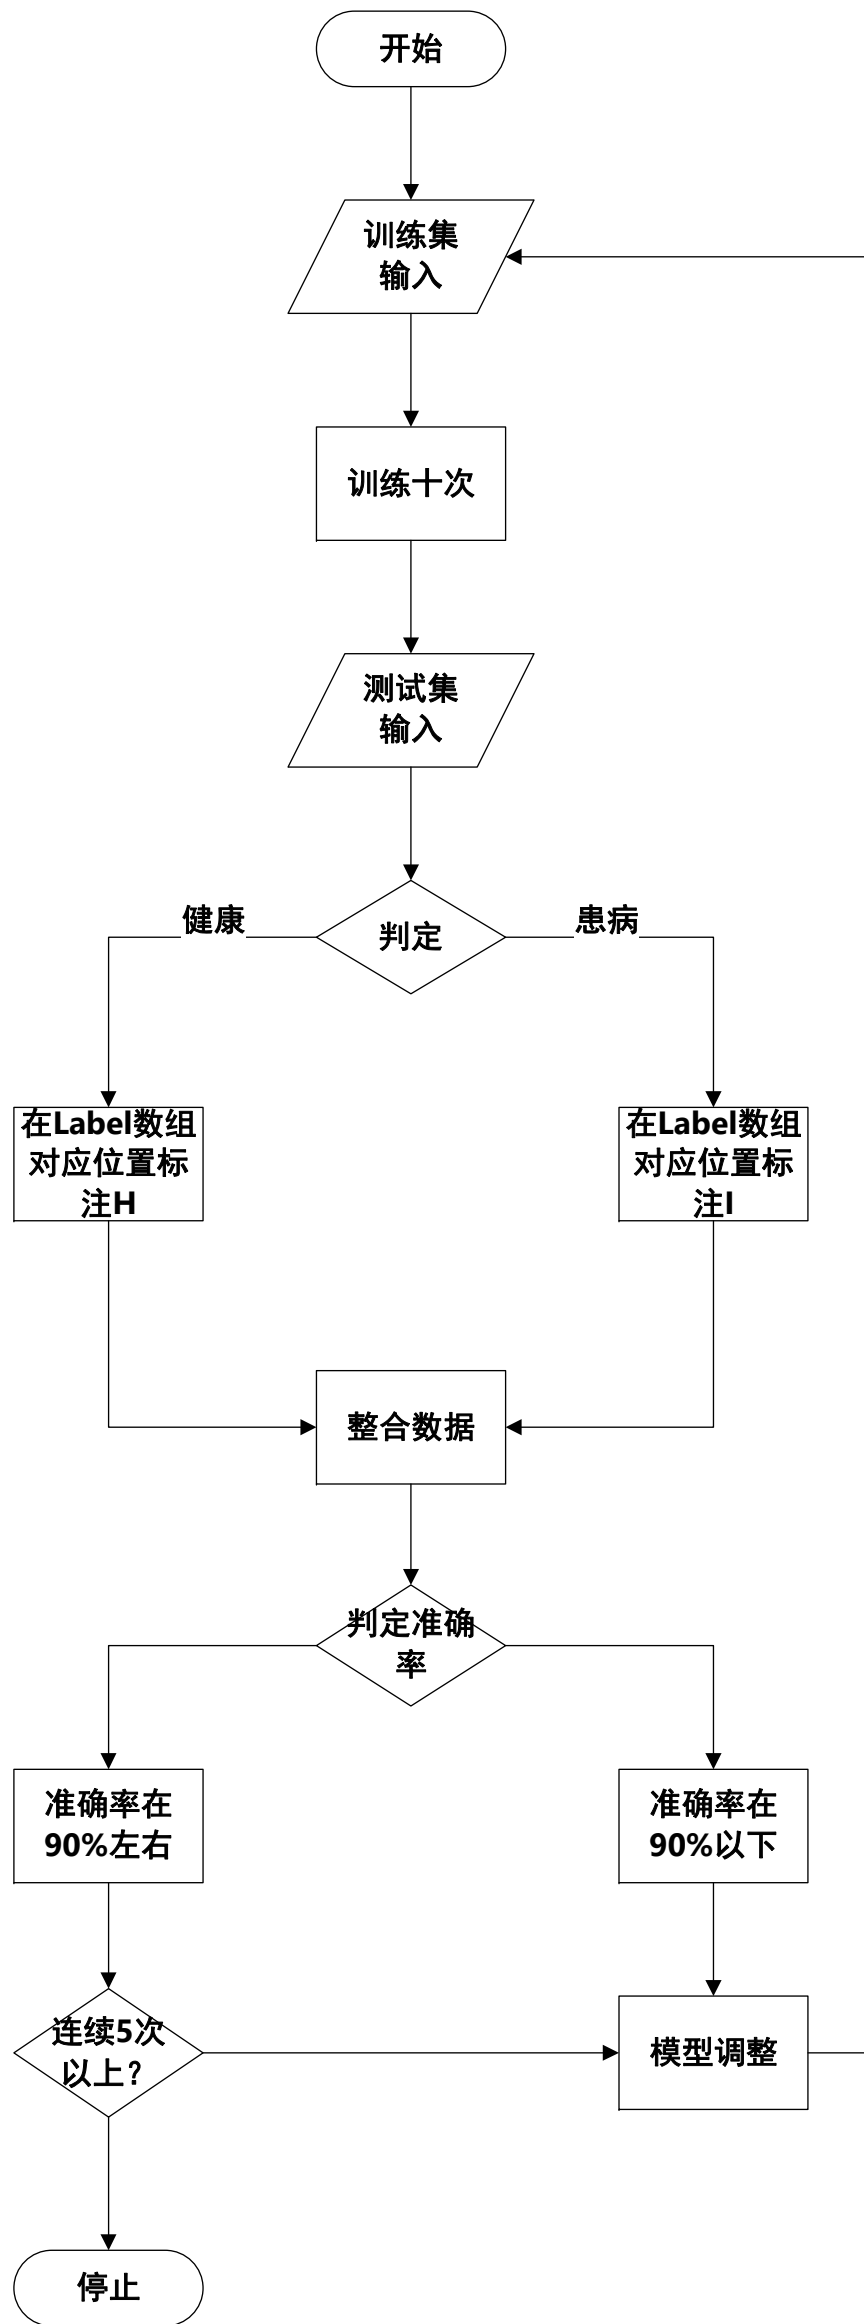 开始
训练集
输入
训练十次
测试集
输入
健康
判定
患病
在Label数组
对应位置标
注H
在Label数组
对应位置标
注I
整合数据
判定准确
率
准确率在
90%左右
准确率在
90%以下
连续5次
以上？
模型调整
停止